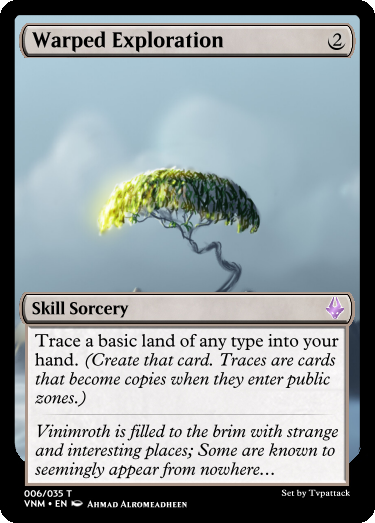 Warped Exploration 2
Skill Sorcery
Trace a basic land of any type into your
hand. (Create that card. Traces are cards
that become copies when they enter public
zones.)
Vinimroth is filled to the brim with strange
and interesting places; Some are known to
seemingly appear from nowhere...
006/035 T
Set by Tvpattack
VNM • EN Ahmad Alromeadheen